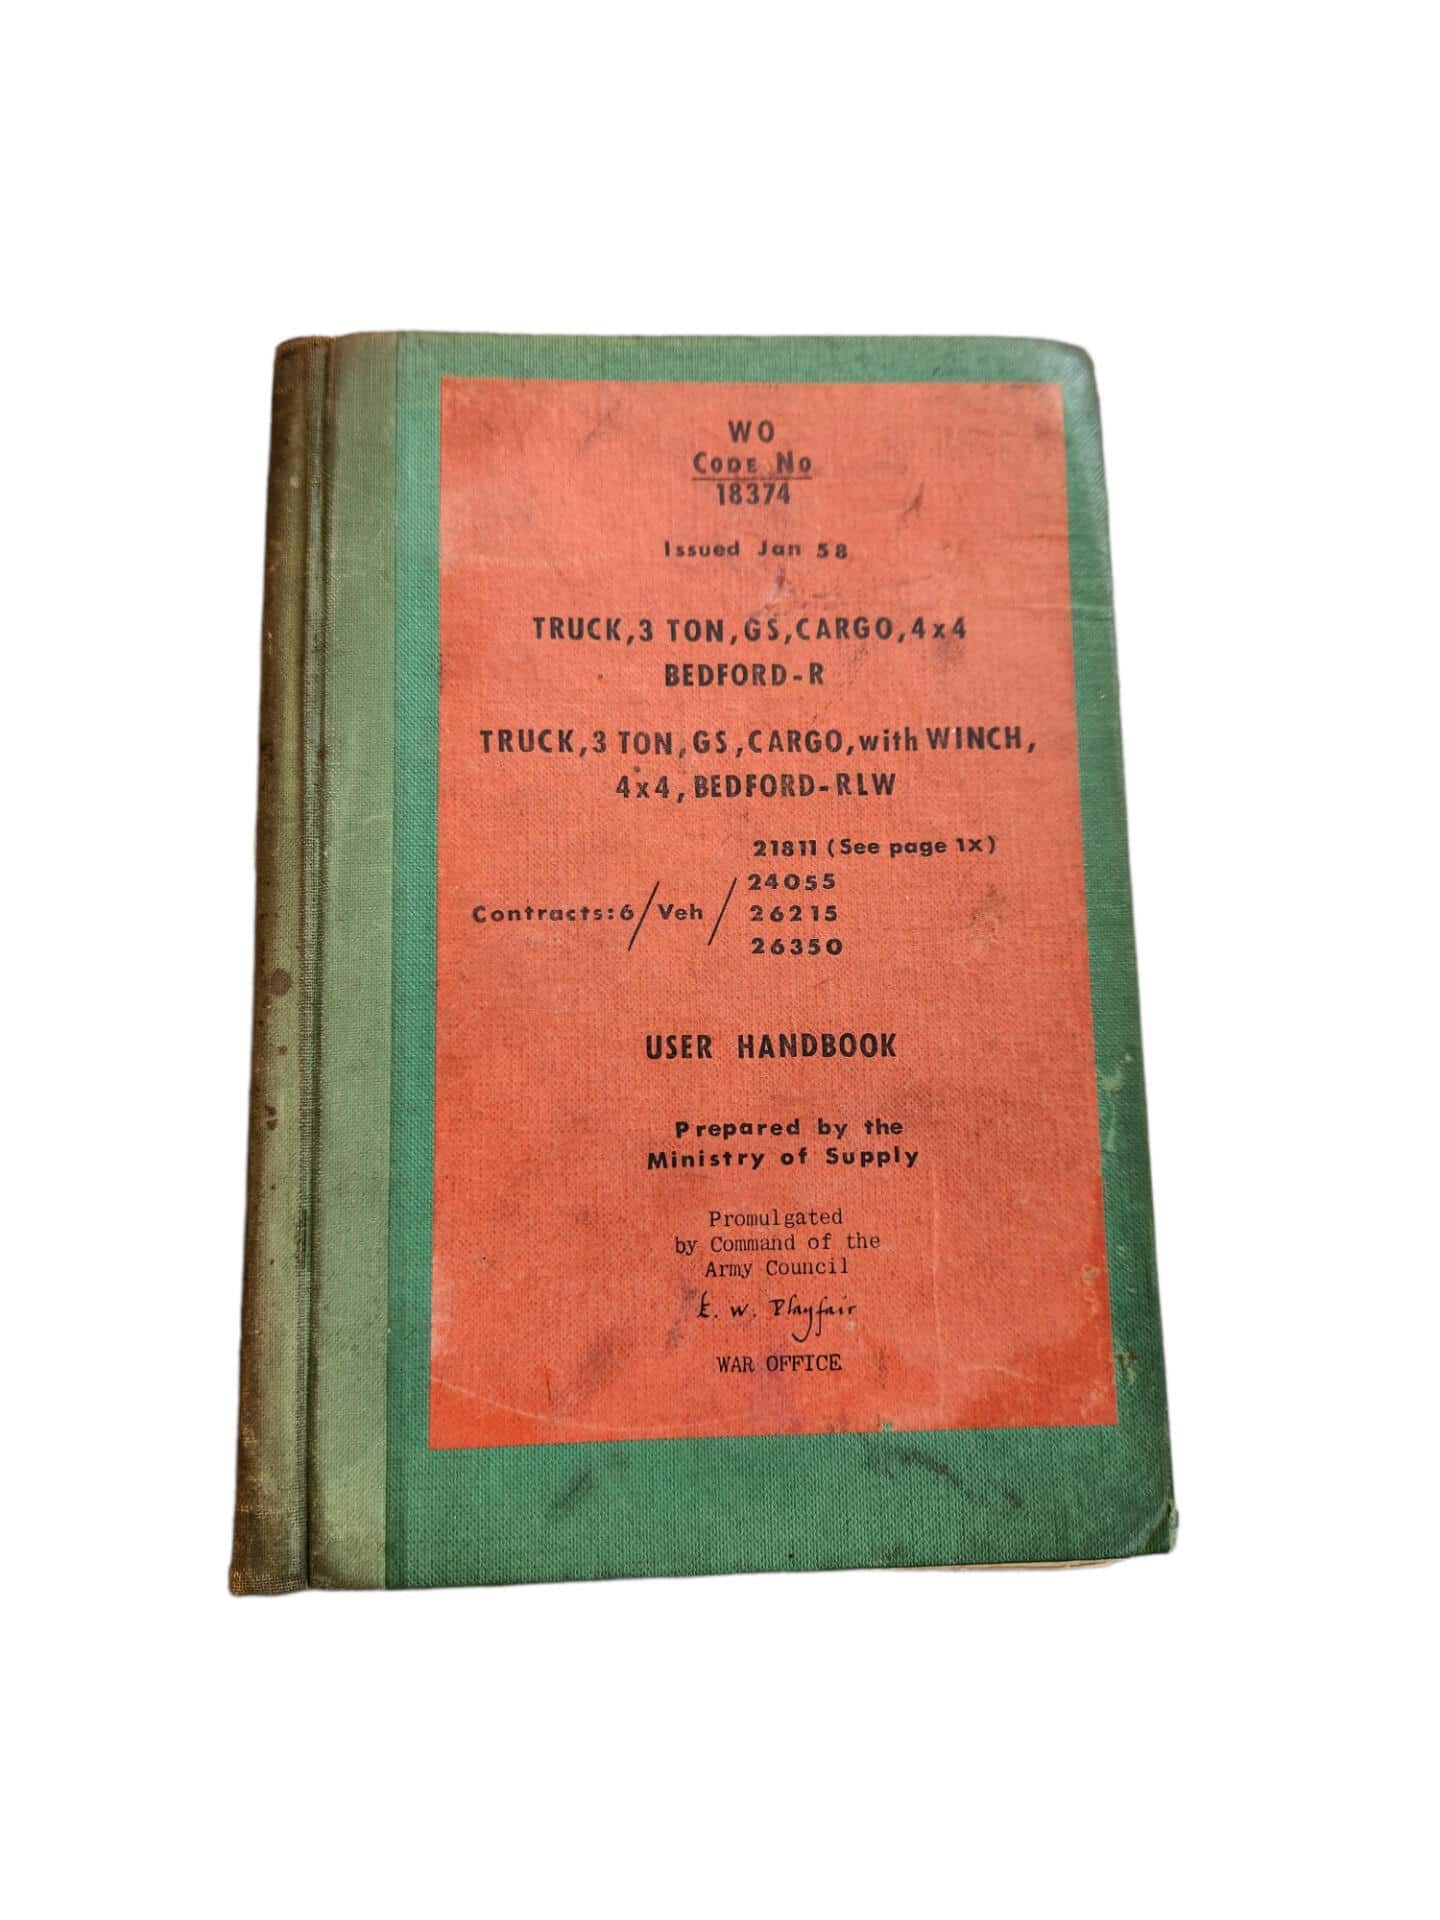 WO
CODE No
18374
Issued Jan 58
TRUCK, 3 TON, GS, CARGO, 4x4
BEDFORD-R
TRUCK, 3 TON, GS, CARGO, with WINCH,
4x4, BEDFORD-RLW
21811 (See page 1x)
24055
Contracts: 6/Veh/ 26215
26350
USER HANDBOOK
Prepared by the
Ministry of Supply
Promulgated
by Command of the
Army Council
E. W. Playfair
WAR OFFICE